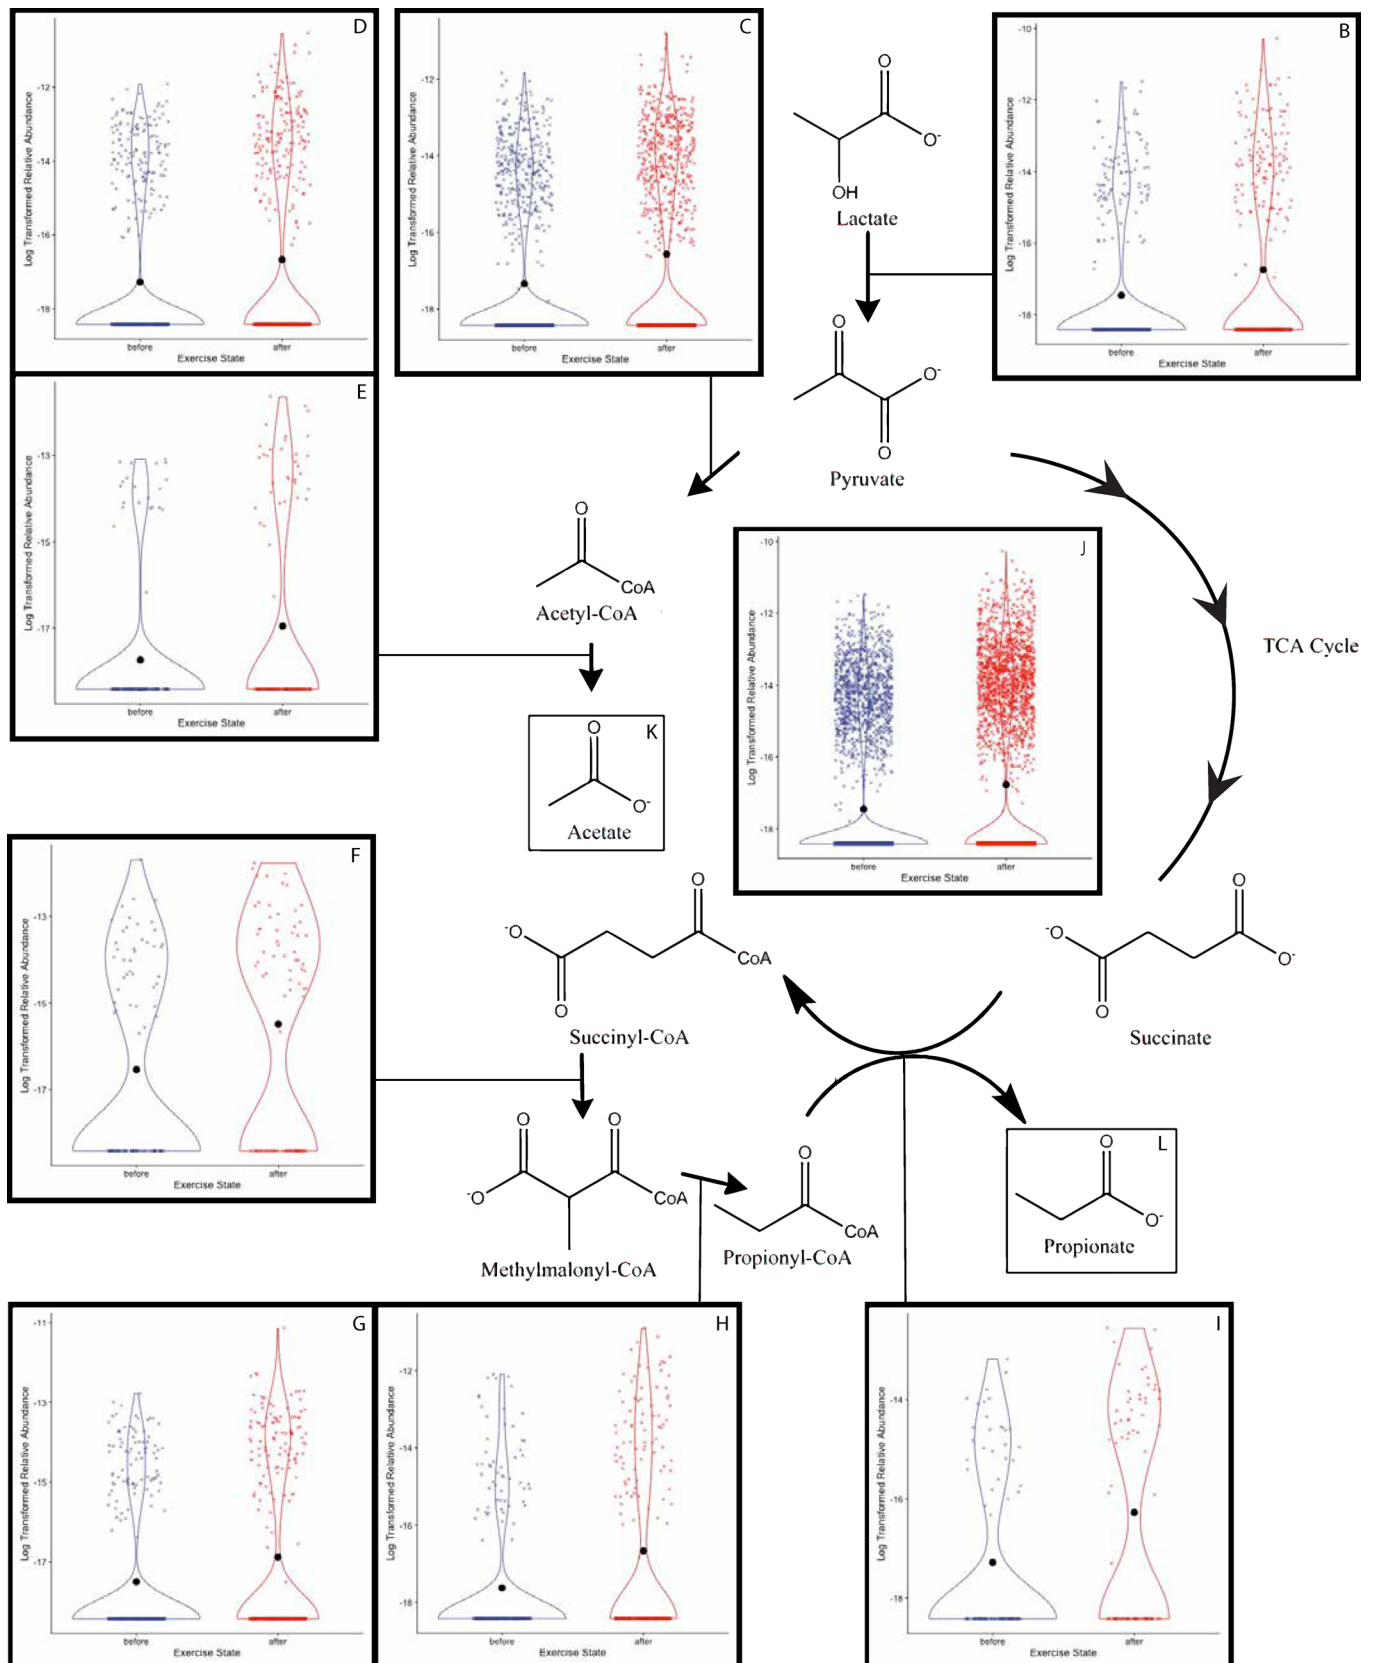 D
Log Transformed Relative Abundance
-12
-14
-16
-18
before
after
Exercise State
C
Log Transformed Relative Abundance
-12
-14
-16
-18
before
after
Exercise State
O
O-
OH
Lactate
B
Log Transformed Relative Abundance
-10
-12
-14
-16
-18
before
after
Exercise State
O
O-
O
Pyruvate
E
Log Transformed Relative Abundance
-13
-15
-17
before
after
Exercise State
O
CoA
Acetyl-CoA
K
O
O-
Acetate
J
Log Transformed Relative Abundance
-10
-12
-14
-16
-18
before
after
Exercise State
TCA Cycle
F
Log Transformed Relative Abundance
-13
-15
-17
before
after
Exercise State
O
-O
CoA
O
Succinyl-CoA
O
-O
O-
O
Succinate
O
O
-O
CoA
Methylmalonyl-CoA
O
CoA
Propionyl-CoA
L
O
O-
Propionate
G
Log Transformed Relative Abundance
-11
-13
-15
-17
before
after
Exercise State
H
Log Transformed Relative Abundance
-12
-14
-16
-18
before
after
Exercise State
I
Log Transformed Relative Abundance
-14
-16
-18
before
after
Exercise State